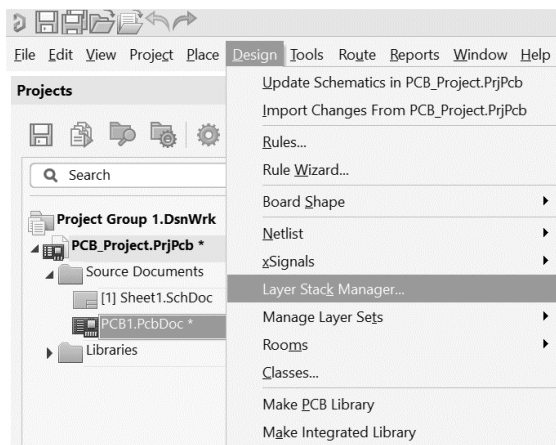 File Edit View Project Place Design Tools Route Reports Window Help
Projects
Search
Project Group 1.DsnWrk
PCB_Project.PrjPcb *
Source Documents
[1] Sheet1.SchDoc
PCB1.PcbDoc *
Libraries
Update Schematics in PCB_Project.PrjPcb
Import Changes From PCB_Project.PrjPcb
Rules...
Rule Wizard...
Board Shape
Netlist
xSignals
Layer Stack Manager...
Manage Layer Sets
Rooms
Classes...
Make PCB Library
Make Integrated Library